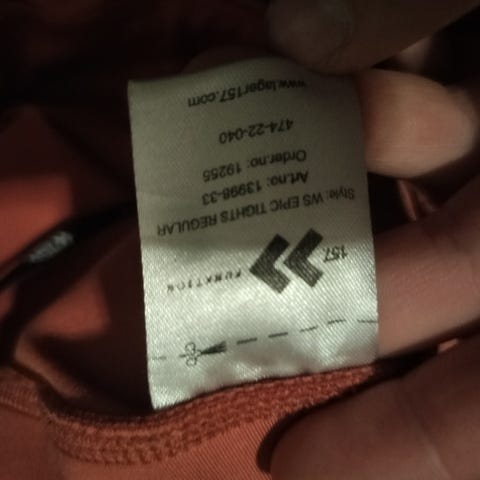 157
FUNKTION
Style: WS EPIC TIGHTS REGULAR
Art.no: 13998-33
Order.no: 19255
474-22-040
www.lager157.com